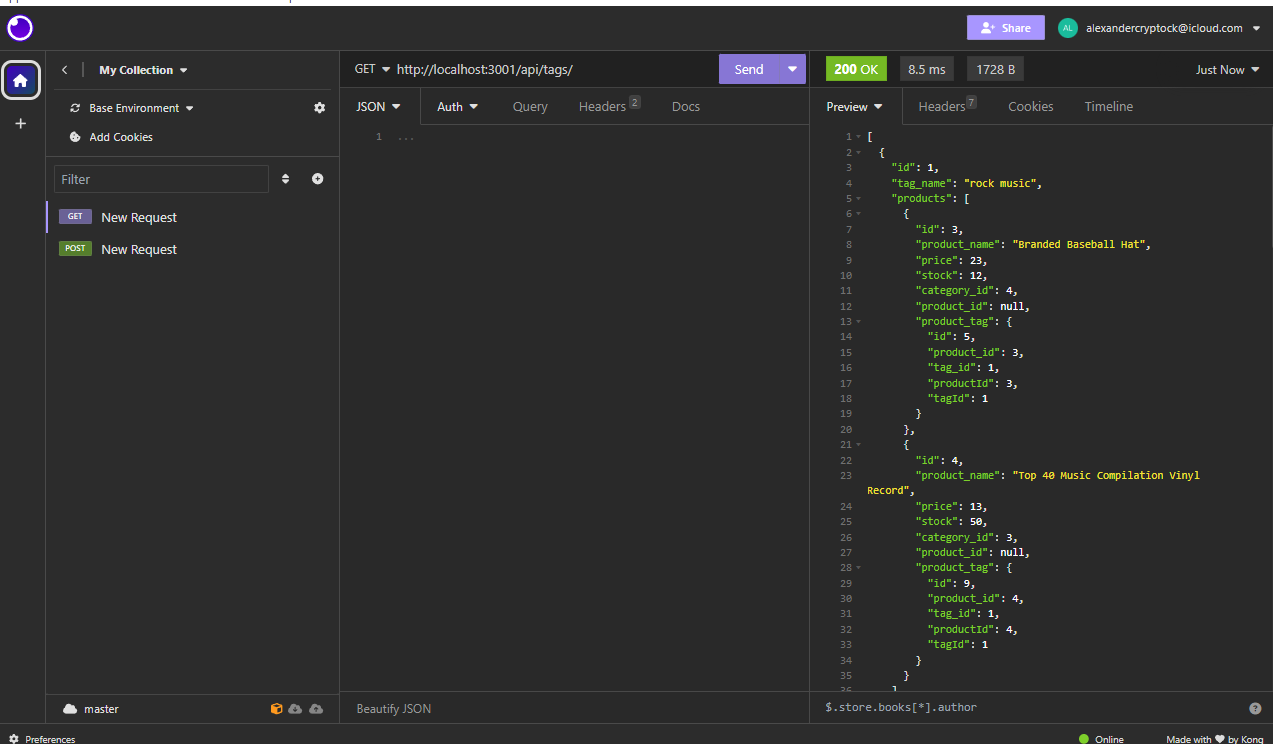 Share
AL
alexandercryptock@icloud.com
My Collection
Base Environment
Add Cookies
Filter
GET New Request
POST New Request
master
Preferences
GET http://localhost:3001/api/tags/
Send
JSON Auth Query Headers 2 Docs
1 ...
Beautify JSON
200 OK 8.5 ms 1728 B Just Now
Preview Headers 7 Cookies Timeline
1 [
2 {
3 "id": 1,
4 "tag_name": "rock music",
5 "products": [
6 {
7 "id": 3,
8 "product_name": "Branded Baseball Hat",
9 "price": 23,
10 "stock": 12,
11 "category_id": 4,
12 "product_id": null,
13 "product_tag": {
14 "id": 5,
15 "product_id": 3,
16 "tag_id": 1,
17 "productId": 3,
18 "tagId": 1
19 }
20 },
21 {
22 "id": 4,
23 "product_name": "Top 40 Music Compilation Vinyl
Record",
24 "price": 13,
25 "stock": 50,
26 "category_id": 3,
27 "product_id": null,
28 "product_tag": {
29 "id": 9,
30 "product_id": 4,
31 "tag_id": 1,
32 "productId": 4,
33 "tagId": 1
34 }
35 }
36 ]
$.store.books[*].author
Online
Made with ♥ by Kong